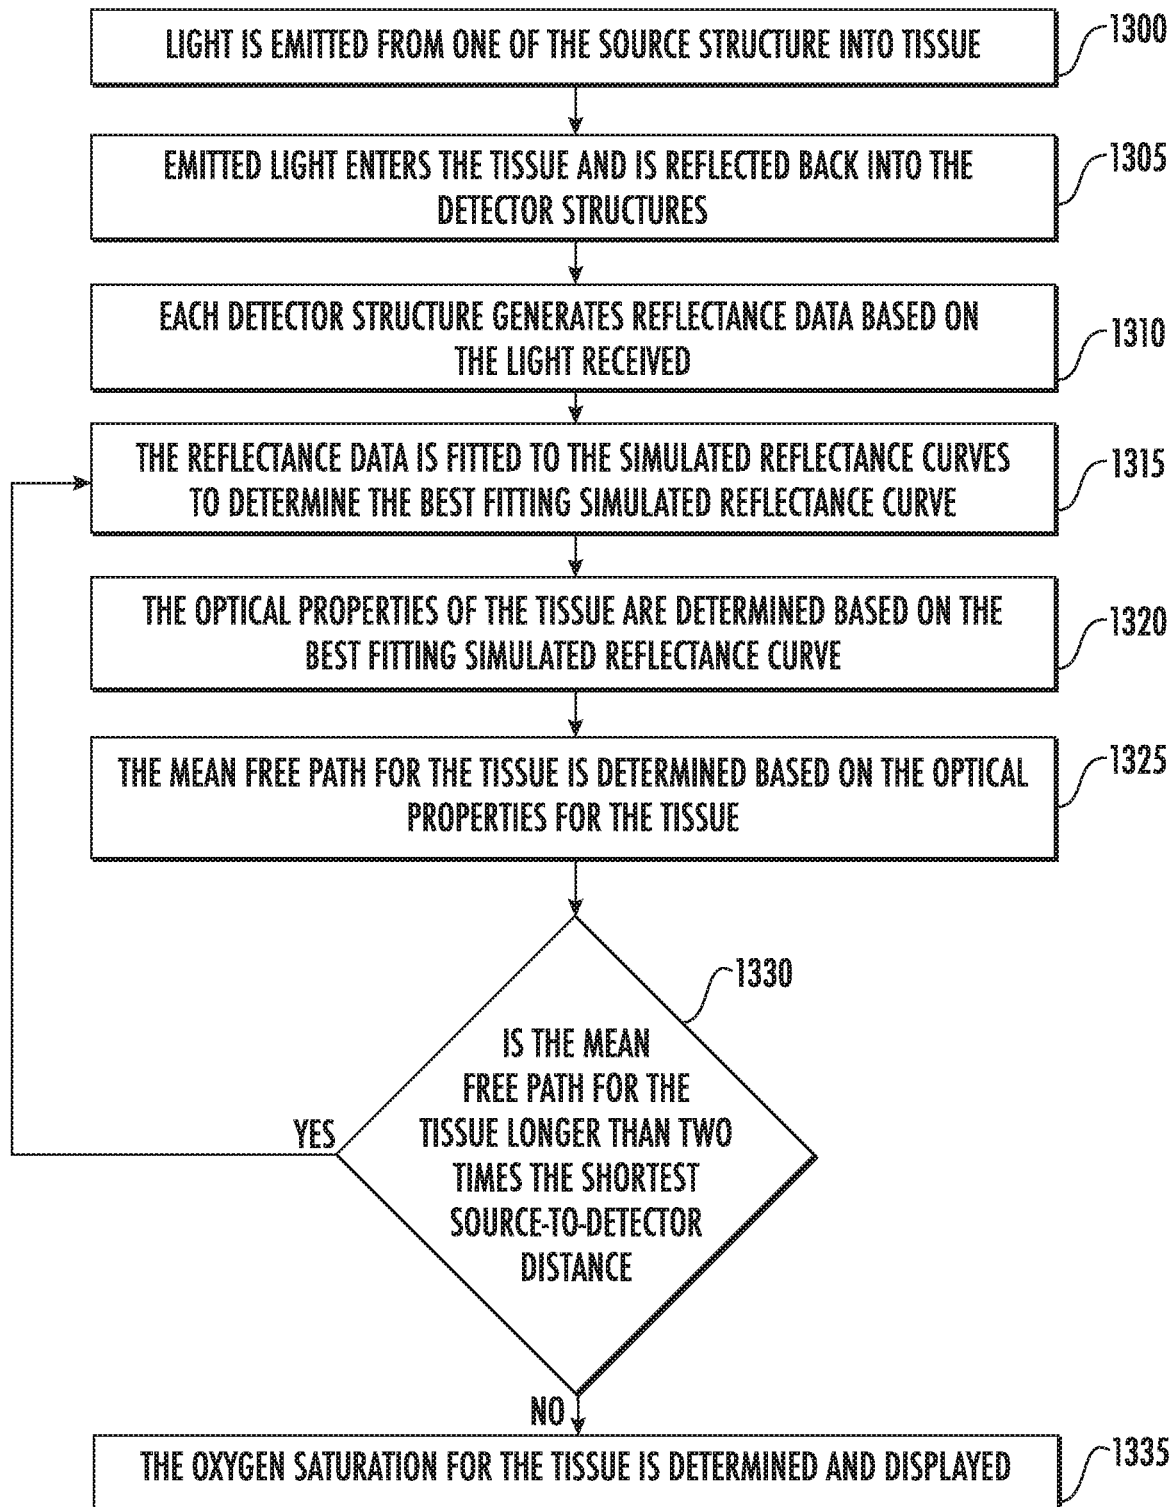 LIGHT IS EMITTED FROM ONE OF THE SOURCE STRUCTURE INTO TISSUE
1300
EMITTED LIGHT ENTERS THE TISSUE AND IS REFLECTED BACK INTO THE
DETECTOR STRUCTURES
1305
EACH DETECTOR STRUCTURE GENERATES REFLECTANCE DATA BASED ON
THE LIGHT RECEIVED
1310
THE REFLECTANCE DATA IS FITTED TO THE SIMULATED REFLECTANCE CURVES
TO DETERMINE THE BEST FITTING SIMULATED REFLECTANCE CURVE
1315
THE OPTICAL PROPERTIES OF THE TISSUE ARE DETERMINED BASED ON THE
BEST FITTING SIMULATED REFLECTANCE CURVE
1320
THE MEAN FREE PATH FOR THE TISSUE IS DETERMINED BASED ON THE OPTICAL
PROPERTIES FOR THE TISSUE
1325
1330
IS THE MEAN
FREE PATH FOR THE
TISSUE LONGER THAN TWO
TIMES THE SHORTEST
SOURCE-TO-DETECTOR
DISTANCE
YES
NO
THE OXYGEN SATURATION FOR THE TISSUE IS DETERMINED AND DISPLAYED
1335